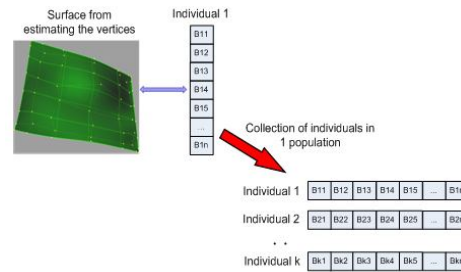 Surface from
estimating the vertices
Individual 1
B11
B12
B13
B14
B15
...
B1n
Collection of individuals in
1 population
Individual 1 B11 B12 B13 B14 B15 ... B1n
Individual 2 B21 B22 B23 B24 B25 ... B2n
. .
Individual k Bk1 Bk2 Bk3 Bk4 Bk5 ...